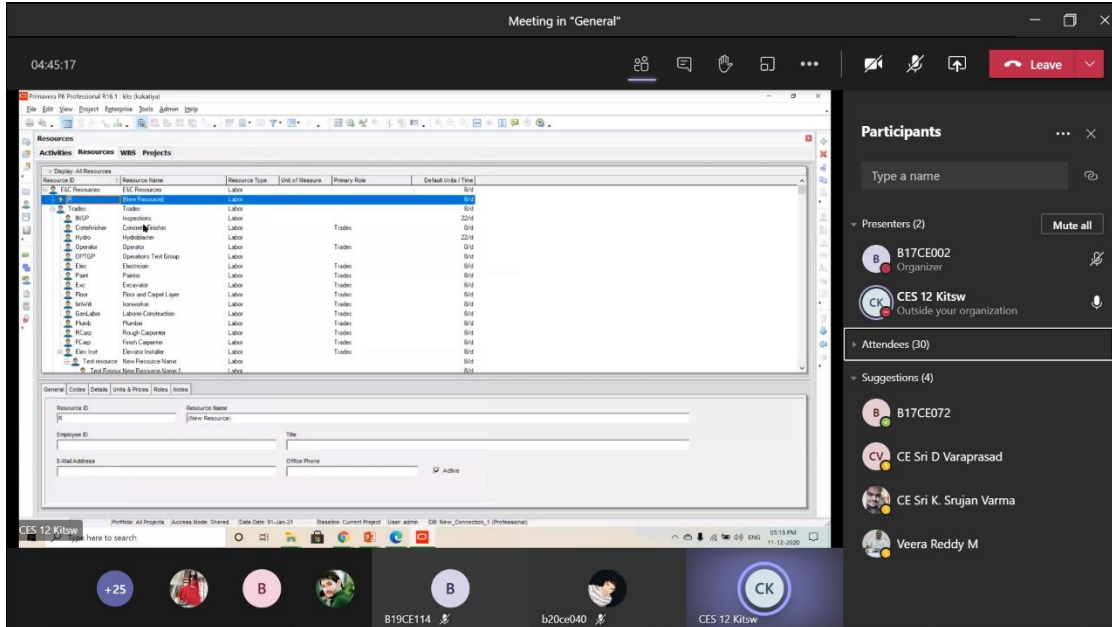 Meeting in "General"
04:45:17
Leave
Primavera P6 Professional R16.1 : kits (kakatiya)
File Edit View Project Enterprise Tools Admin Help
Resources
Activities Resources WBS Projects
Display: All Resources
Resource ID Resource Name Resource Type Unit of Measure Primary Role Default Units / Time
E&C Resources E&C Resources Labor 8/d
R (New Resource) Labor 8/d
Trades Trades Labor 8/d
INSP Inspections Labor 22/d
Cretefinisher Concrete Finisher Labor Trades 0/d
Hydro Hydroblaster Labor 22/d
Operator Operator Labor Trades 0/d
OPTGP Operations Test Group Labor 8/d
Elec Electrician Labor Trades 8/d
Paint Painter Labor Trades 8/d
Exc Excavator Labor Trades 8/d
Floor Floor and Carpet Layer Labor Trades 8/d
Ironworker Labor Trades 8/d
GenLabor Laborer-Construction Labor Trades 8/d
Plumb Plumber Labor Trades 8/d
RCarp Rough Carpenter Labor Trades 8/d
FCarp Finish Carpenter Labor Trades 8/d
Elev Inst Elevator Installer Labor Trades 8/d
Test resource New Resource Name Labor 8/d
New Resource Name Labor 8/d
General Codes Details Units & Prices Roles Notes
Resource ID Resource Name
R (New Resource)
Employee ID Title
E-Mail Address Office Phone
Active
Portfolio: All Projects Access Mode: Shared Data Date: 01-Jan-21 Baseline: Current Project User: admin DB: New_Connection_1 (Professional)
CES 12 Kitsw
Type here to search
ENG
05:13 PM
11-12-2020
+25
B
B
CK
B19CE114
b20ce040
CES 12 Kitsw
Participants
Type a name
Presenters (2)
Mute all
B
B17CE002
Organizer
CK
CES 12 Kitsw
Outside your organization
Attendees (30)
Suggestions (4)
B
B17CE072
CV
CE Sri D Varaprasad
CE Sri K. Srujan Varma
Veera Reddy M